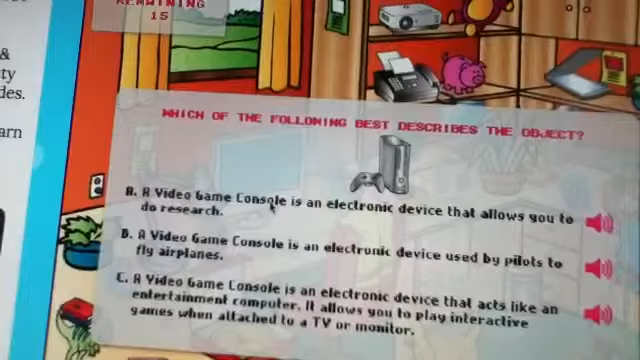 REMAINING
15
&
ty
des.
arn
WHICH OF THE FOLLOWING BEST DESCRIBES THE OBJECT?
A. A Video Game Console is an electronic device that allows you to
do research.
B. A Video Game Console is an electronic device used by pilots to
fly airplanes.
C. A Video Game Console is an electronic device that acts like an
entertainment computer. It allows you to play interactive
games when attached to a TV or monitor.